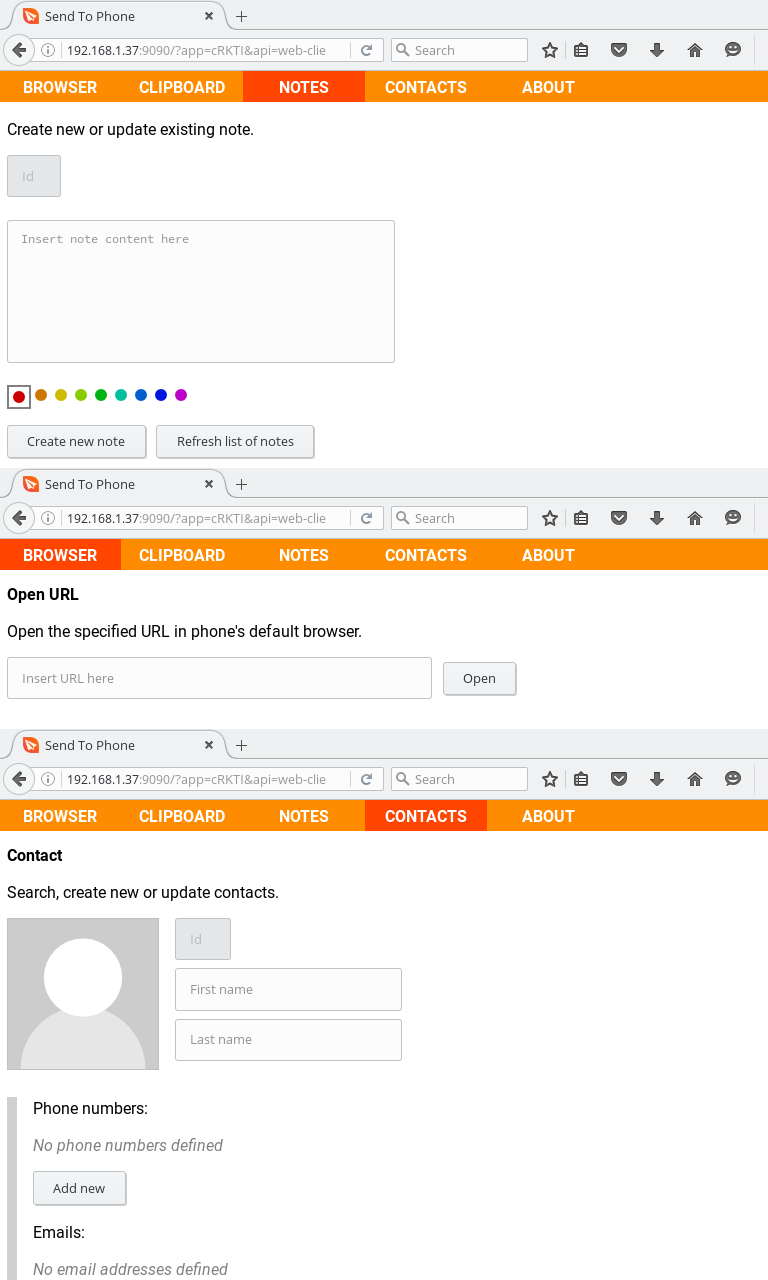 Send To Phone
192.168.1.37:9090/?app=cRKTI&api=web-clie Search
BROWSER CLIPBOARD NOTES CONTACTS ABOUT
Create new or update existing note.
Id
Insert note content here
Create new note Refresh list of notes
Send To Phone
192.168.1.37:9090/?app=cRKTI&api=web-clie Search
BROWSER CLIPBOARD NOTES CONTACTS ABOUT
Open URL
Open the specified URL in phone's default browser.
Insert URL here Open
Send To Phone
192.168.1.37:9090/?app=cRKTI&api=web-clie Search
BROWSER CLIPBOARD NOTES CONTACTS ABOUT
Contact
Search, create new or update contacts.
Id
First name
Last name
Phone numbers:
No phone numbers defined
Add new
Emails:
No email addresses defined